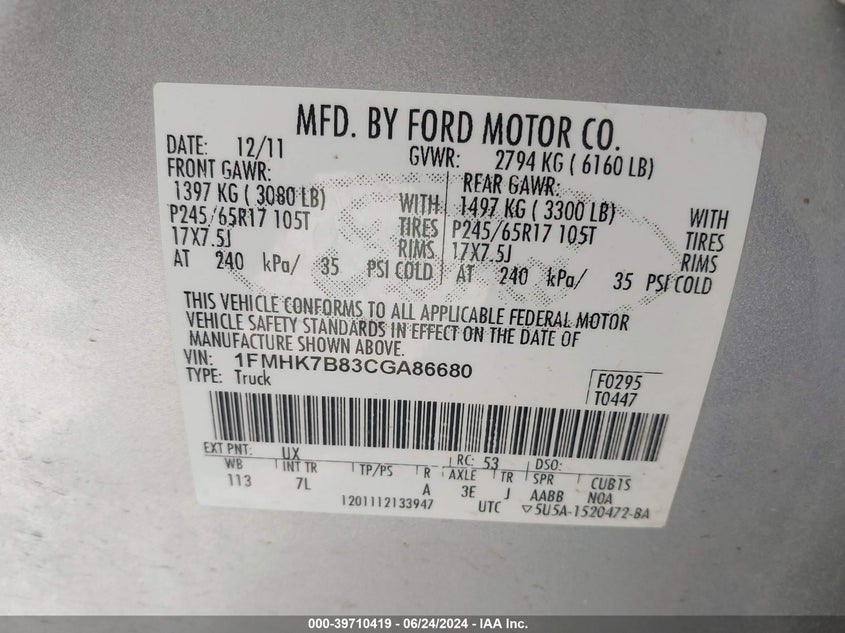 MFD. BY FORD MOTOR CO.
DATE: 12/11 GVWR: 2794 KG ( 6160 LB)
FRONT GAWR: REAR GAWR:
1397 KG ( 3080 LB) WITH 1497 KG ( 3300 LB) WITH
P245/65R17 105T TIRES P245/65R17 105T TIRES
17X7.5J RIMS 17X7.5J RIMS
AT 240 kPa/ 35 PSI COLD AT 240 kPa/ 35 PSI COLD
THIS VEHICLE CONFORMS TO ALL APPLICABLE FEDERAL MOTOR
VEHICLE SAFETY STANDARDS IN EFFECT ON THE DATE OF
MANUFACTURE SHOWN ABOVE.
VIN: 1FMHK7B83CGA86680
TYPE: Truck
F0295
T0447
EXT PNT: UX RC: 53 DSO:
WB INT TR TP/PS R AXLE TR SPR CUBTS
113 7L A 3E J AABB N0A
1201112133947 UTC ▽5U5A-1520472-BA
000-39710419 - 06/24/2024 - IAA Inc.